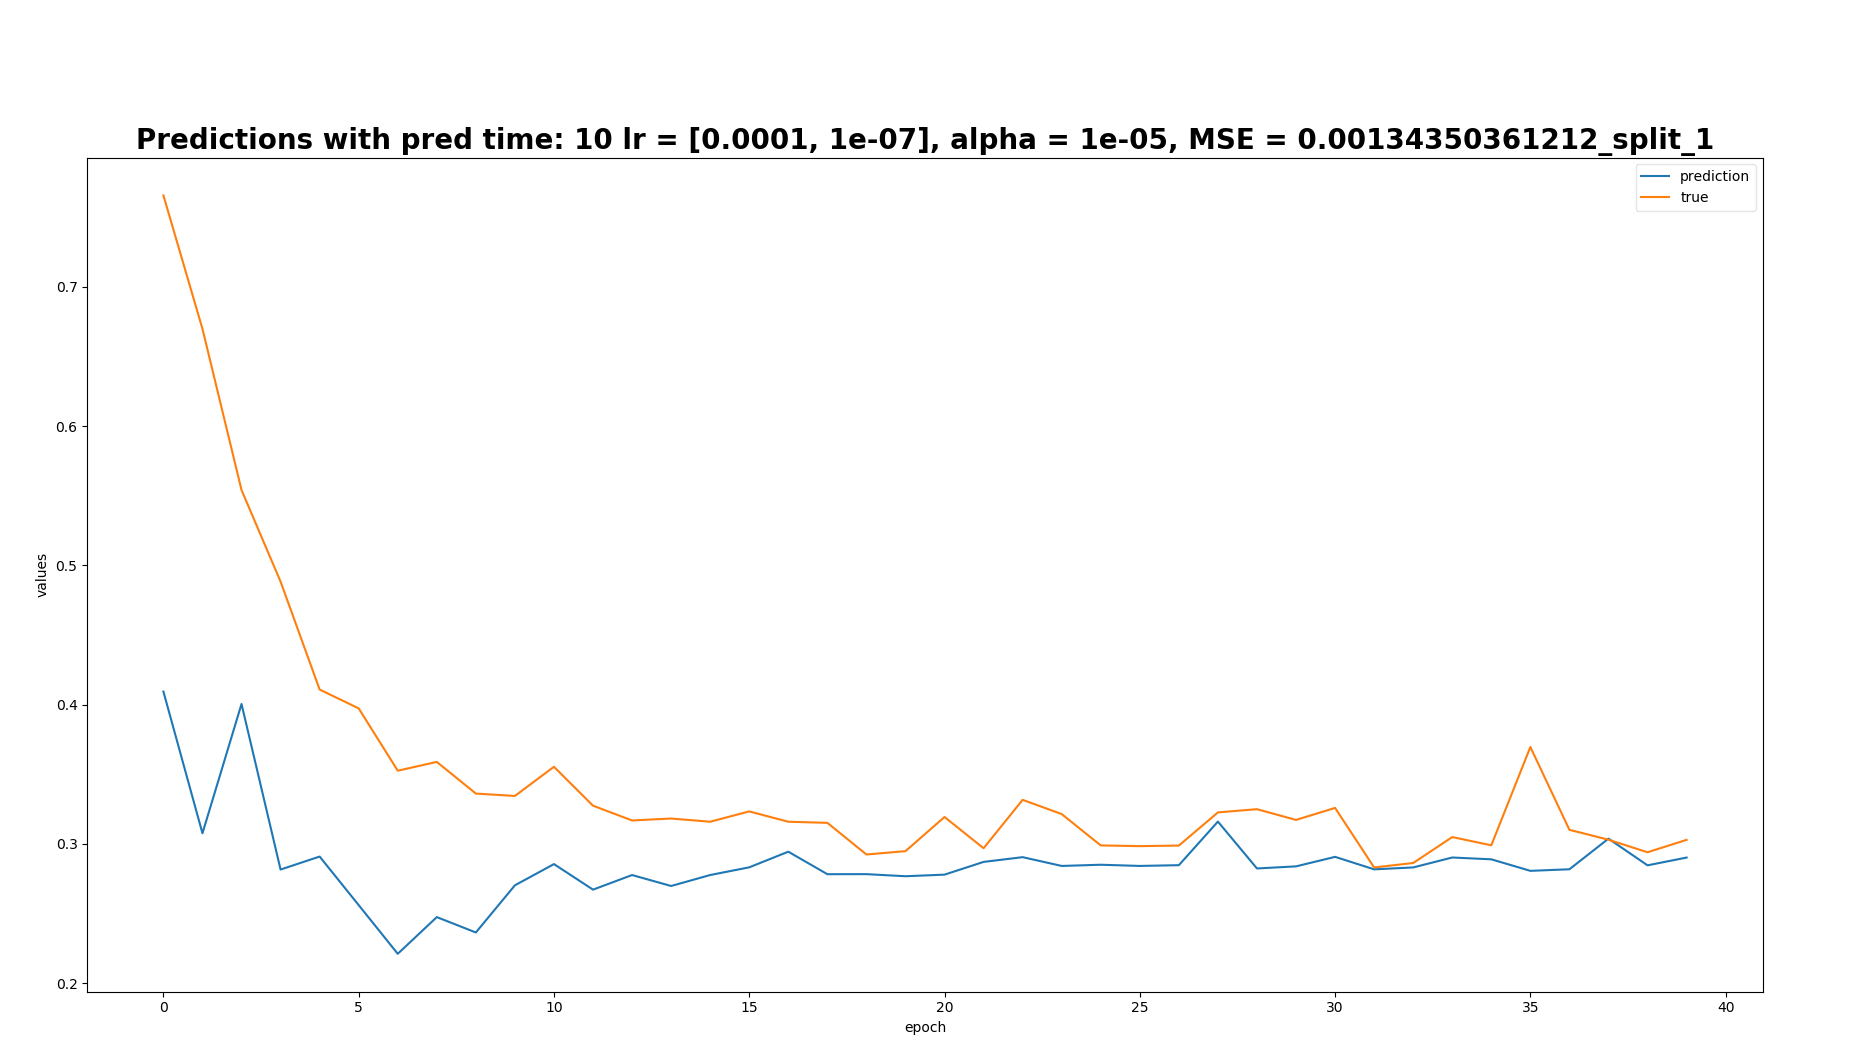 Predictions with pred time: 10 lr = [0.0001, 1e-07], alpha = 1e-05, MSE = 0.00134350361212_split_1
prediction
true
0.7
0.6
0.5
0.4
0.3
0.2
values
0 5 10 15 20 25 30 35 40
epoch